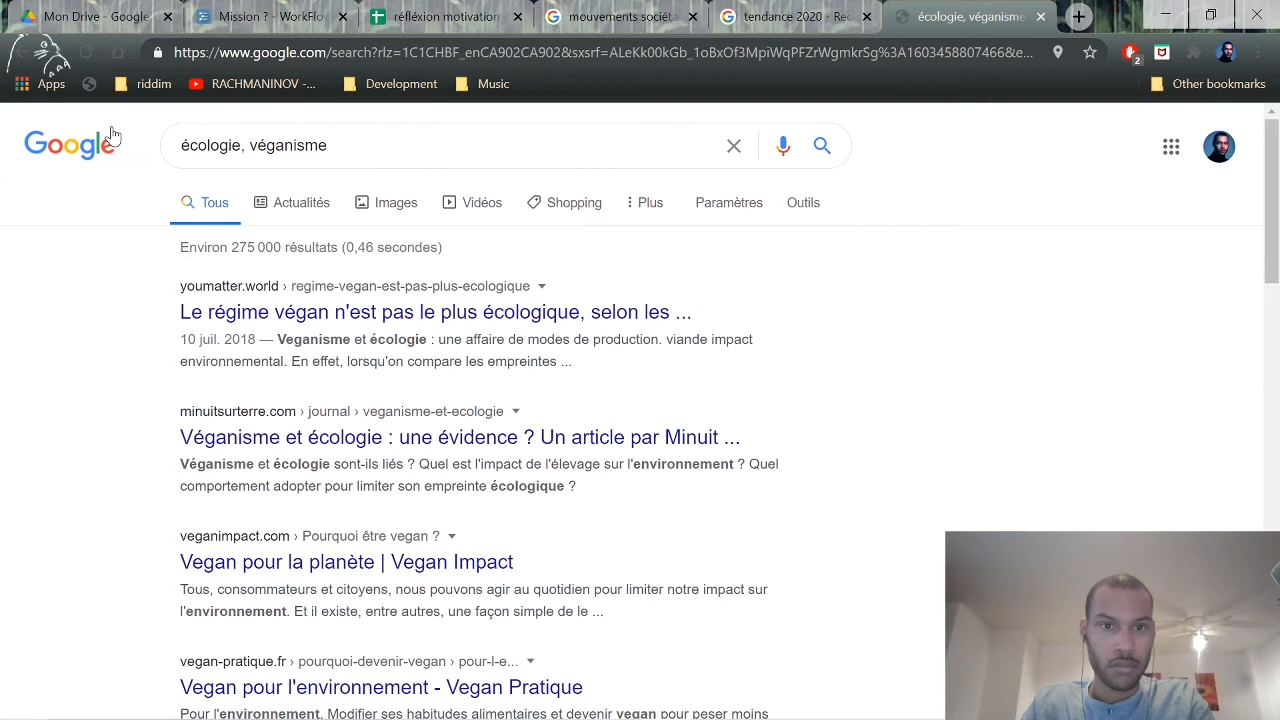 Mon Drive - Google
Mission ? - WorkFlov
réfléxion motivation
mouvements sociéta
tendance 2020 - Rec
écologie, véganisme
https://www.google.com/search?rlz=1C1CHBF_enCA902CA902&sxsrf=ALeKk00kGb_1oBxOf3MpiWqPFZrWgmkrSg%3A1603458807466&e...
2
Apps
riddim
RACHMANINOV -...
Development
Music
Other bookmarks
Google
écologie, véganisme
Tous
Actualités
Images
Vidéos
Shopping
Plus
Paramètres
Outils
Environ 275 000 résultats (0,46 secondes)
youmatter.world › regime-vegan-est-pas-plus-ecologique
Le régime végan n'est pas le plus écologique, selon les ...
10 juil. 2018 — Veganisme et écologie : une affaire de modes de production. viande impact
environnemental. En effet, lorsqu'on compare les empreintes ...
minuitsurterre.com › journal › veganisme-et-ecologie
Véganisme et écologie : une évidence ? Un article par Minuit ...
Véganisme et écologie sont-ils liés ? Quel est l'impact de l'élevage sur l'environnement ? Quel
comportement adopter pour limiter son empreinte écologique ?
veganimpact.com › Pourquoi être vegan ?
Vegan pour la planète | Vegan Impact
Tous, consommateurs et citoyens, nous pouvons agir au quotidien pour limiter notre impact sur
l'environnement. Et il existe, entre autres, une façon simple de le ...
vegan-pratique.fr › pourquoi-devenir-vegan › pour-l-e...
Vegan pour l'environnement - Vegan Pratique
Pour l'environnement. Modifier ses habitudes alimentaires et devenir vegan pour peser moins